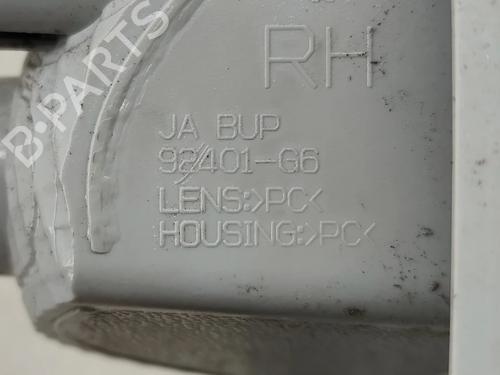 RH
JA BUP
92401-G6
LENS:>PC<
HOUSING:>PC<
B-PARTS